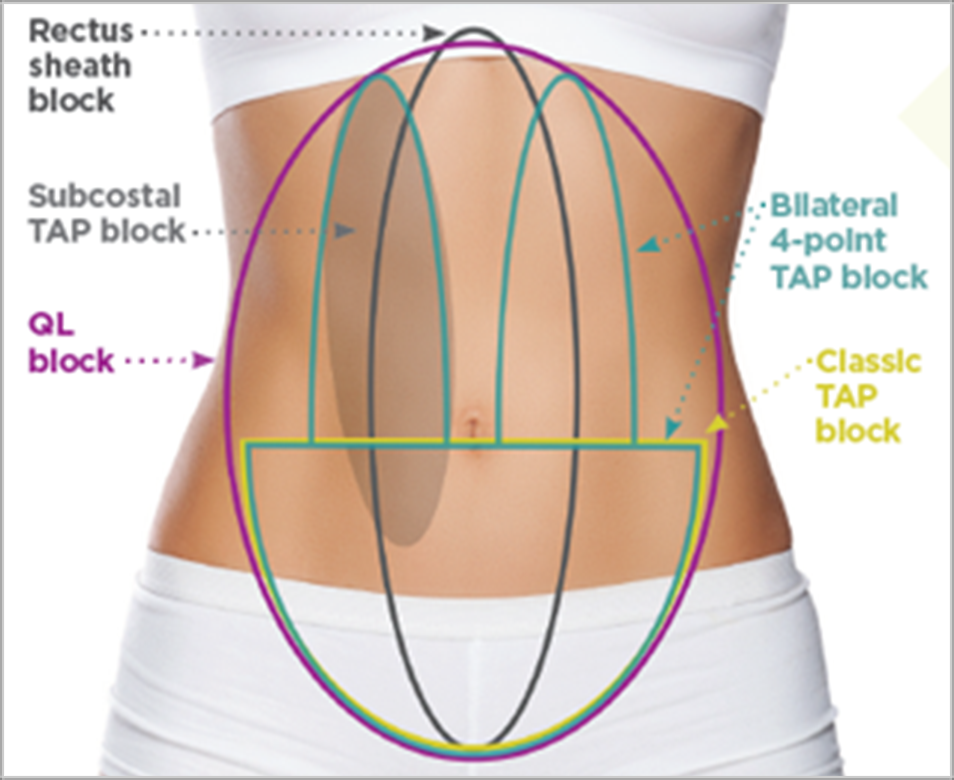 Rectus
sheath
block
Subcostal
TAP block
QL
block
Bilateral
4-point
TAP block
Classic
TAP
block